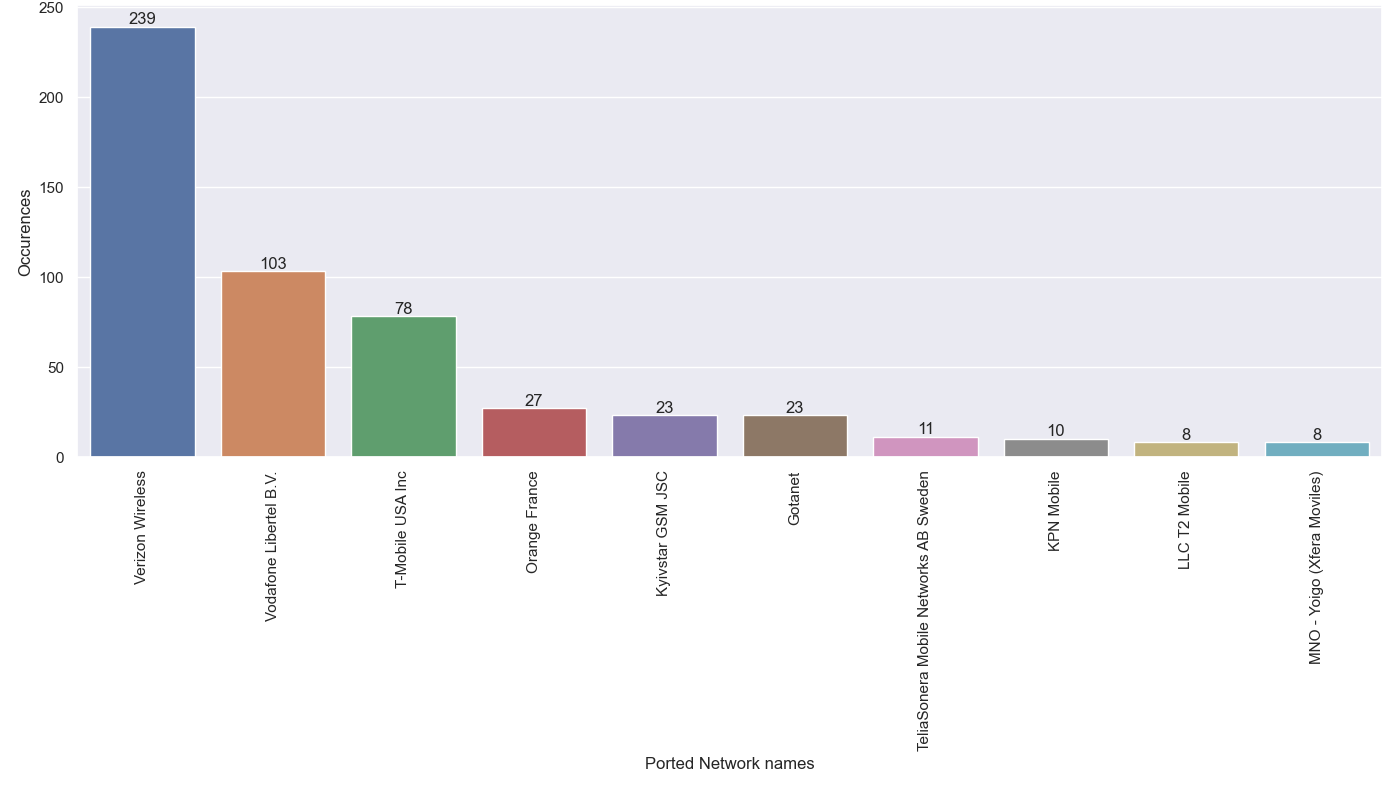 250
200
150
100
50
0
Occurences
239
103
78
27
23
23
11
10
8
8
Verizon Wireless
Vodafone Libertel B.V.
T-Mobile USA Inc
Orange France
Kyivstar GSM JSC
Gotanet
TeliaSonera Mobile Networks AB Sweden
KPN Mobile
LLC T2 Mobile
MNO - Yoigo (Xfera Moviles)
Ported Network names